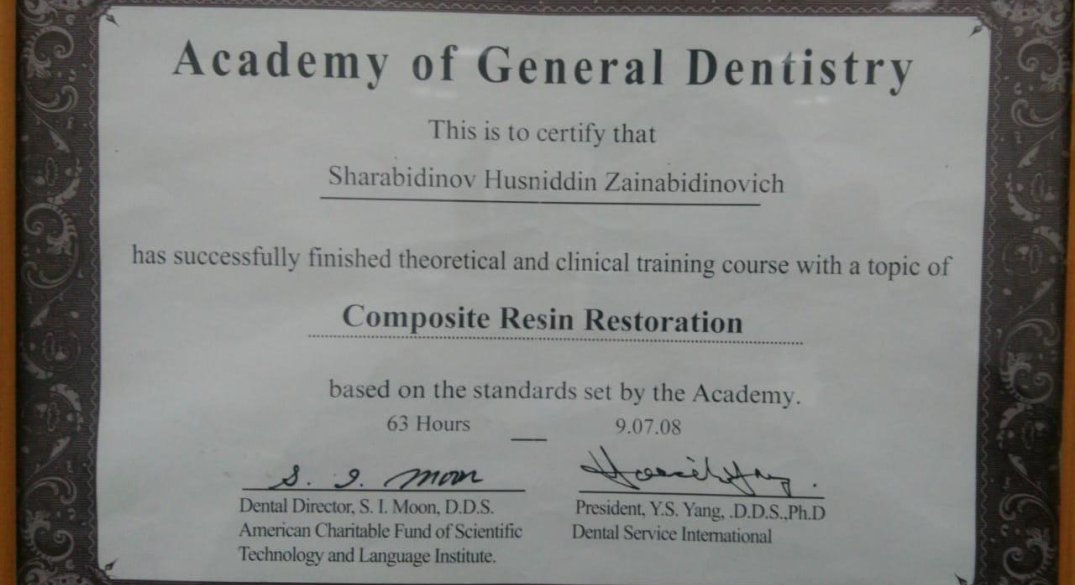 Academy of General Dentistry
This is to certify that
Sharabidinov Husniddin Zainabidinovich
has successfully finished theoretical and clinical training course with a topic of
Composite Resin Restoration
based on the standards set by the Academy.
63 Hours
9.07.08
S. I. Moon
Dental Director, S. I. Moon, D.D.S.
American Charitable Fund of Scientific
Technology and Language Institute.
President, Y.S. Yang, .D.D.S.,Ph.D
Dental Service International